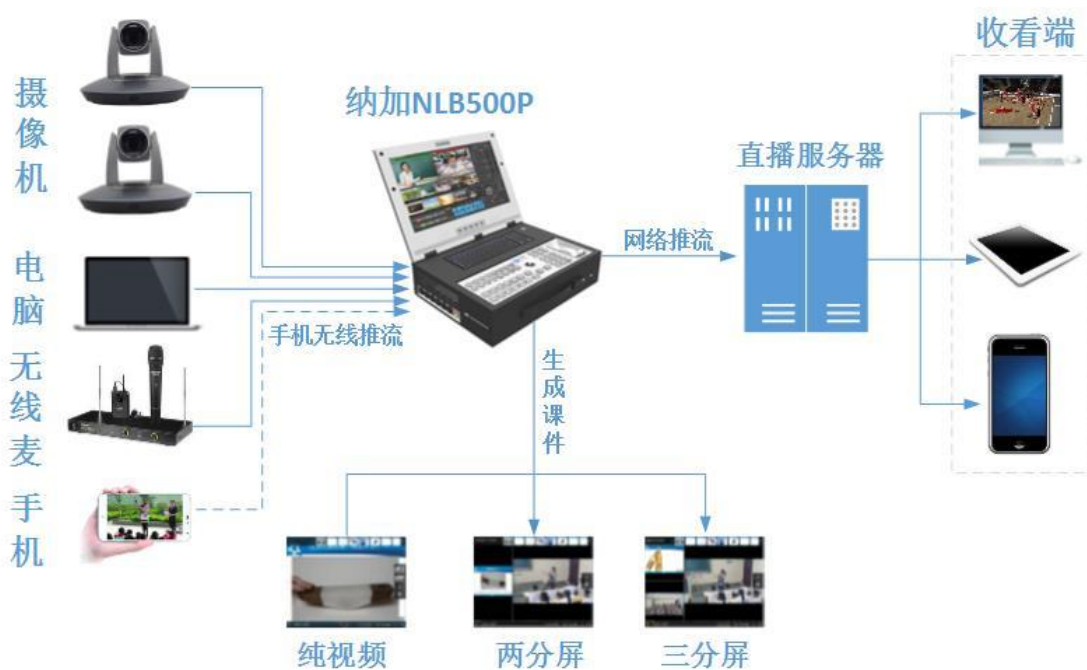 收看端
摄像机
纳加NLB500P
直播服务器
网络推流
电脑
手机无线推流
无线麦
生成课件
手机
纯视频
两分屏
三分屏